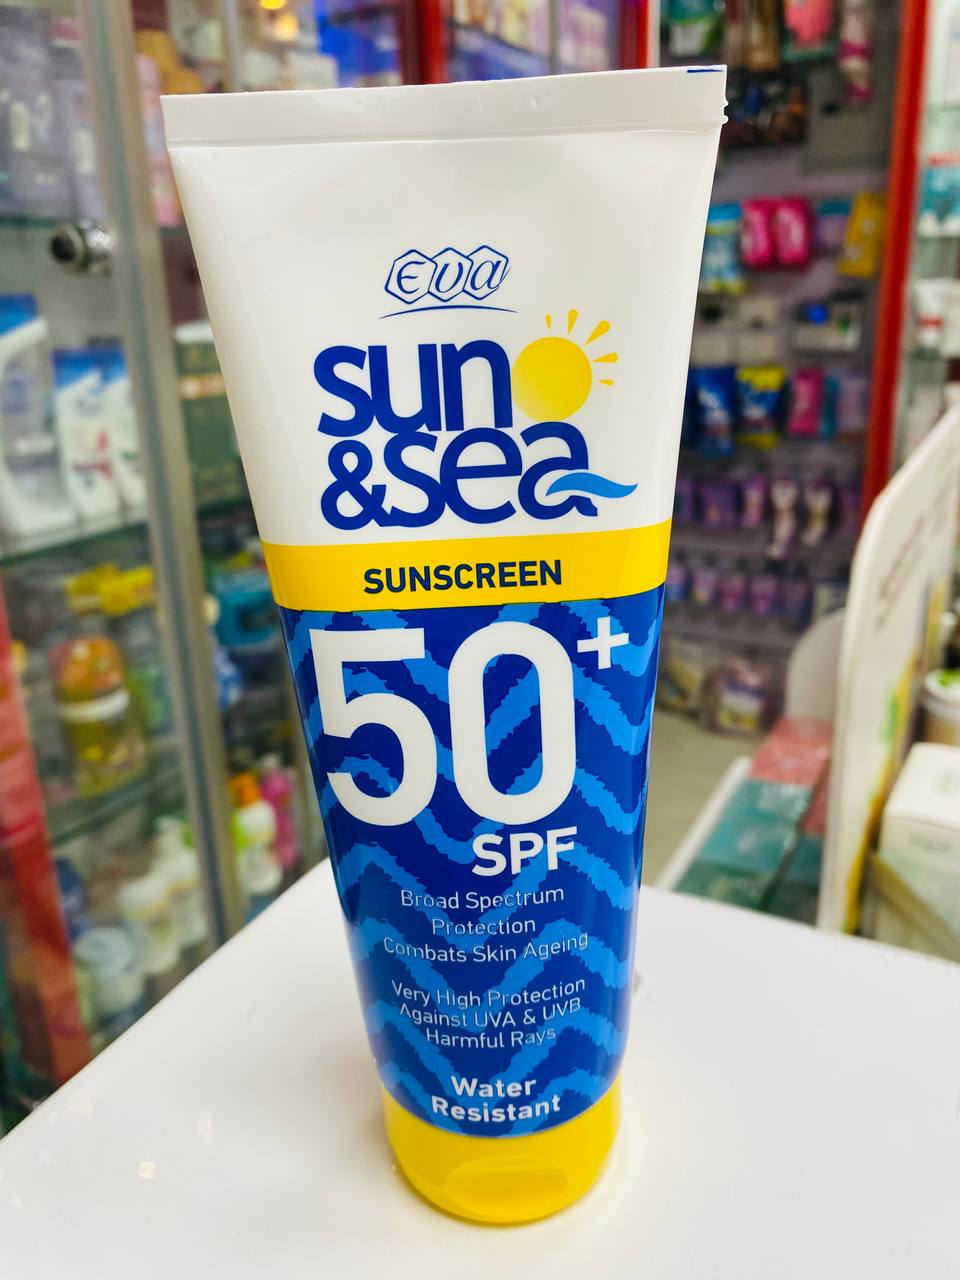 Eva
sun
&sea
SUNSCREEN
50+
SPF
Broad Spectrum
Protection
Combats Skin Ageing
Very High Protection
Against UVA & UVB
Harmful Rays
Water
Resistant